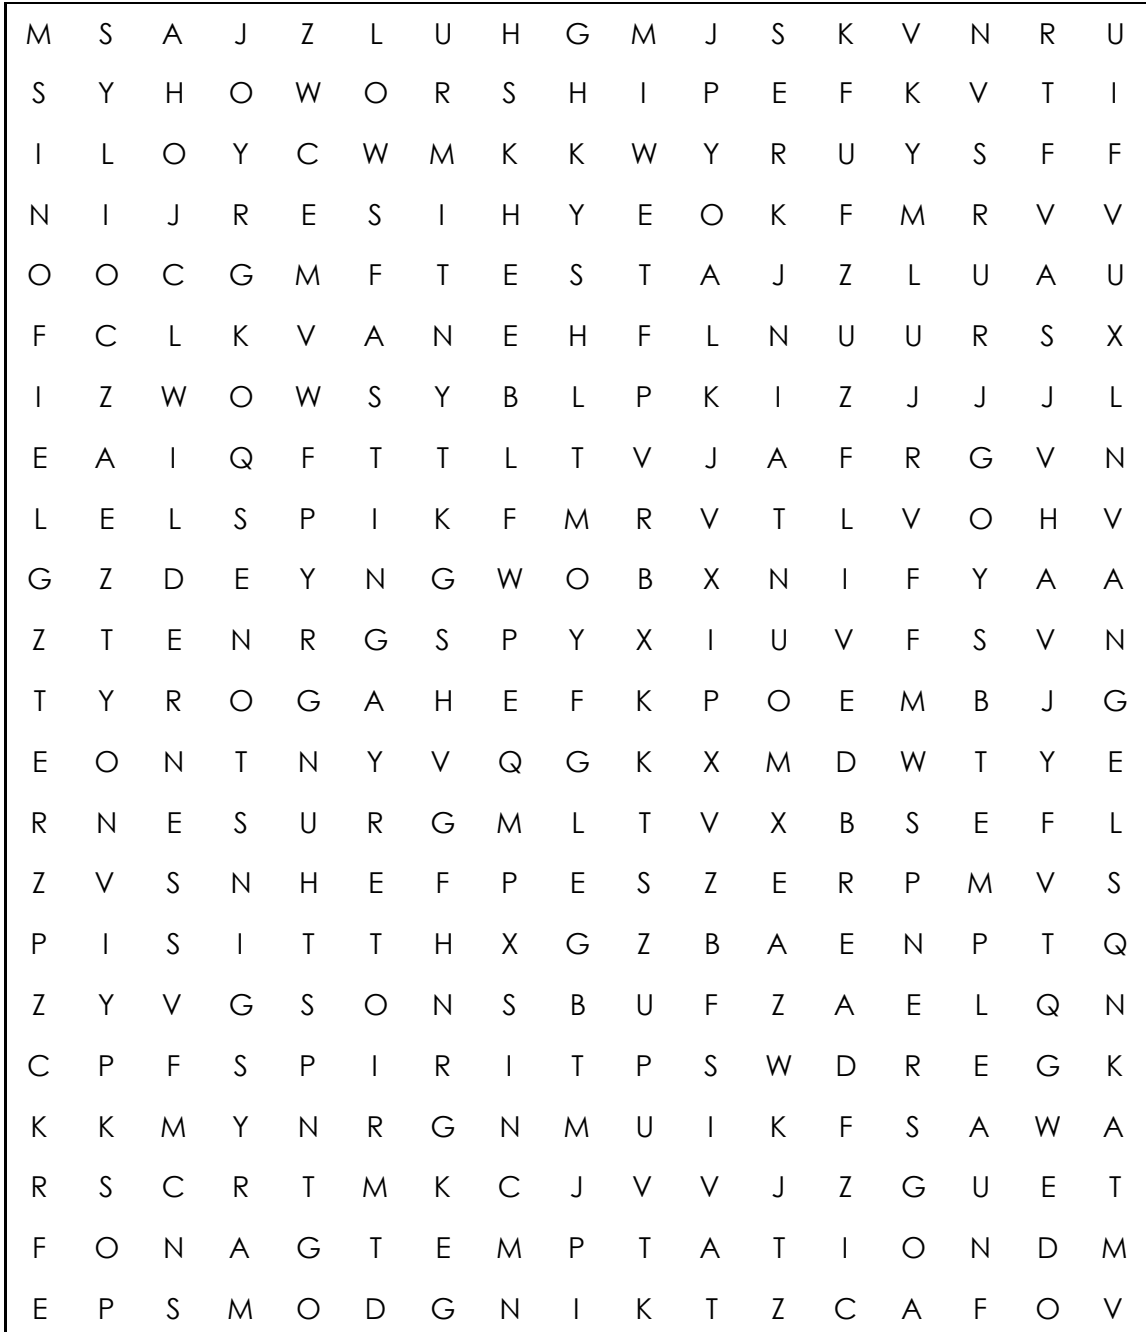 M S A J Z L U H G M J S K V N R U
S Y H O W O R S H I P E F K V T I
I L O Y C W M K K W Y R U Y S F F
N I J R E S I H Y E O K F M R V V
O O C G M F T E S T A J Z L U A U
F C L K V A N E H F L N U U R S X
I Z W O W S Y B L P K I Z J J J L
E A I Q F T T L T V J A F R G V N
L E L S P I K F M R V T L V O H V
G Z D E Y N G W O B X N I F Y A A
Z T E N R G S P Y X I U V F S V N
T Y R O G A H E F K P O E M B J G
E O N T N Y V Q G K X M D W T Y E
R N E S U R G M L T V X B S E F L
Z V S N H E F P E S Z E R P M V S
P I S I T T H X G Z B A E N P T Q
Z Y V G S O N S B U F Z A E L Q N
C P F S P I R I T P S W D R E G K
K K M Y N R G N M U I K F S A W A
R S C R T M K C J V V J Z G U E T
F O N A G T E M P T A T I O N D M
E P S M O D G N I K T Z C A F O V